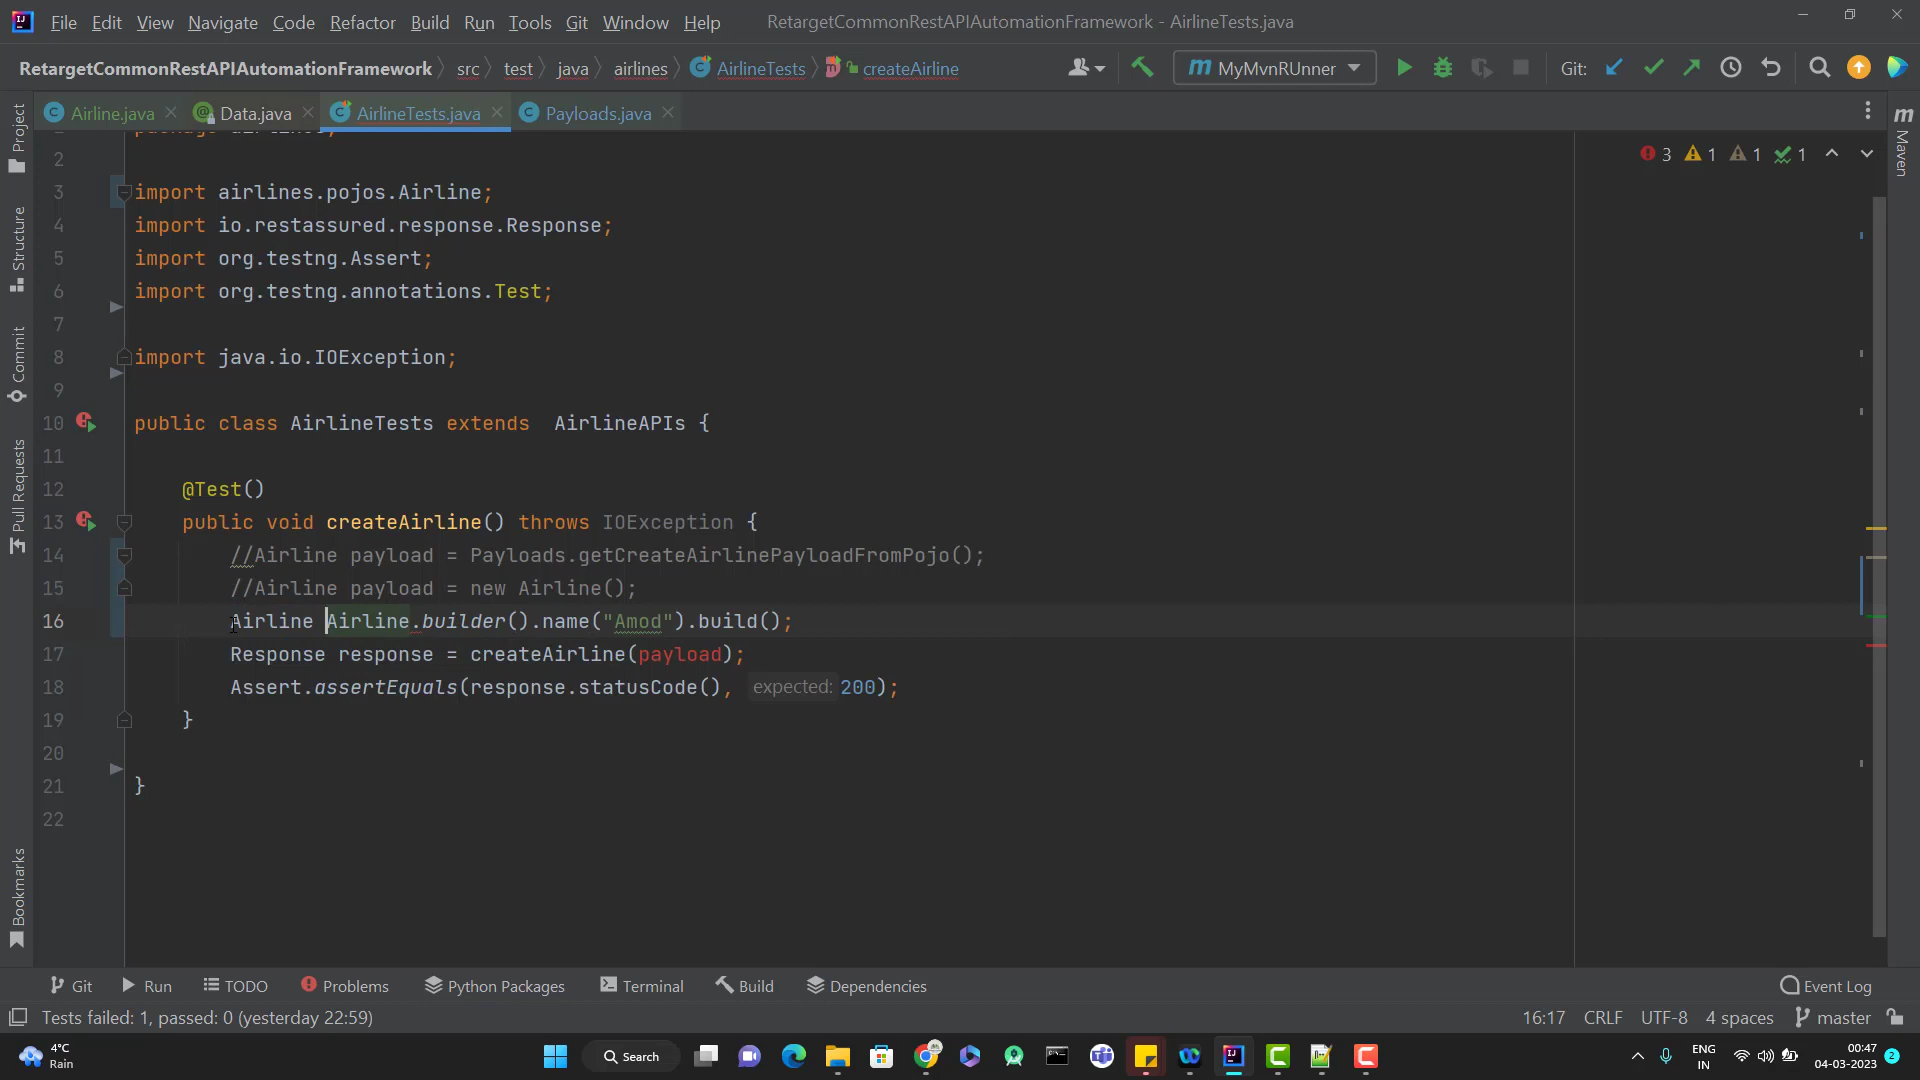 File Edit View Navigate Code Refactor Build Run Tools Git Window Help RetargetCommonRestAPIAutomationFramework - AirlineTests.java
RetargetCommonRestAPIAutomationFramework src test java airlines AirlineTests createAirline MyMvnRUnner Git:
Airline.java Data.java AirlineTests.java Payloads.java
3 1 1 1
2
3 import airlines.pojos.Airline;
4 import io.restassured.response.Response;
5 import org.testng.Assert;
6 import org.testng.annotations.Test;
7
8 import java.io.IOException;
9
10 public class AirlineTests extends  AirlineAPIs {
11
12 @Test()
13 public void createAirline() throws IOException {
14 //Airline payload = Payloads.getCreateAirlinePayloadFromPojo();
15 //Airline payload = new Airline();
16 Airline Airline.builder().name("Amod").build();
17 Response response = createAirline(payload);
18 Assert.assertEquals(response.statusCode(), expected: 200);
19 }
20
21 }
22
Project
Structure
Commit
Pull Requests
Bookmarks
Maven
Git Run TODO Problems Python Packages Terminal Build Dependencies Event Log
Tests failed: 1, passed: 0 (yesterday 22:59) 16:17 CRLF UTF-8 4 spaces master
4°C
Rain
Search
ENG
IN
00:47
04-03-2023
2